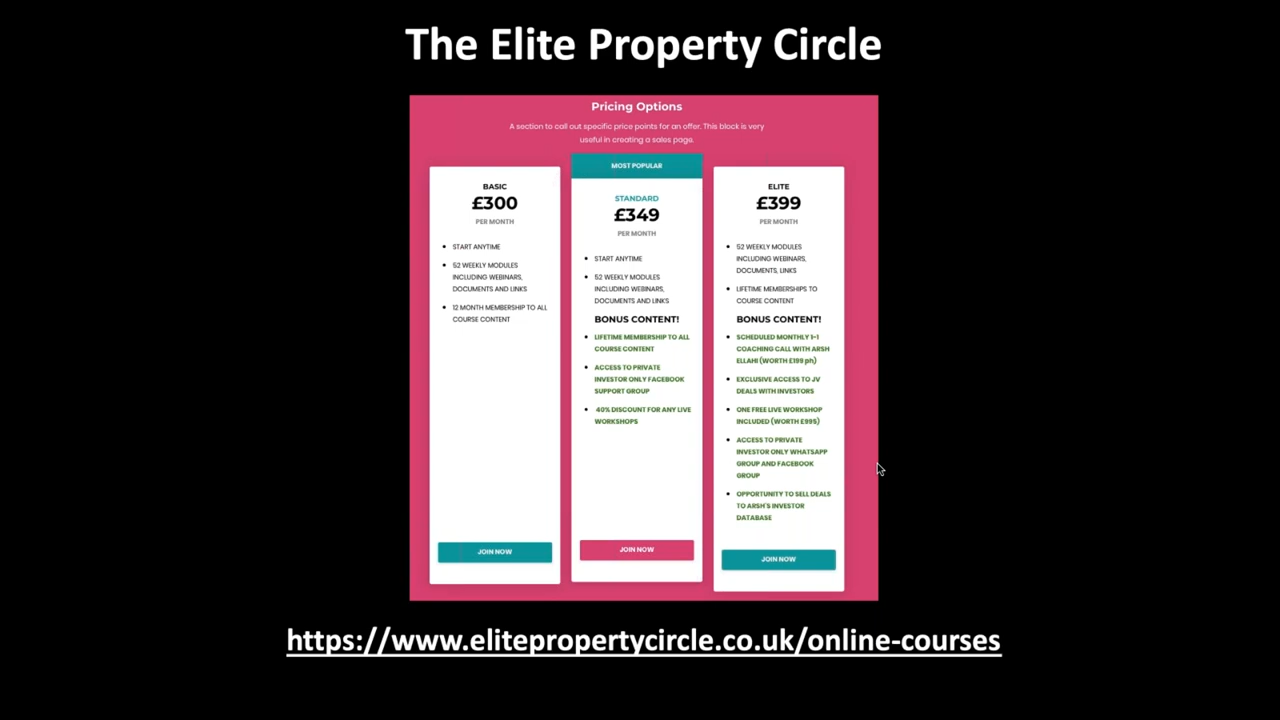 The Elite Property Circle
Pricing Options
A section to call out specific price points for an offer. This block is very
useful in creating a sales page.
BASIC
£300
PER MONTH
START ANYTIME
52 WEEKLY MODULES
INCLUDING WEBINARS,
DOCUMENTS AND LINKS
12 MONTH MEMBERSHIP TO ALL
COURSE CONTENT
JOIN NOW
MOST POPULAR
STANDARD
£349
PER MONTH
START ANYTIME
52 WEEKLY MODULES
INCLUDING WEBINARS,
DOCUMENTS AND LINKS
BONUS CONTENT!
LIFETIME MEMBERSHIP TO ALL
COURSE CONTENT
ACCESS TO PRIVATE
INVESTOR ONLY FACEBOOK
SUPPORT GROUP
40% DISCOUNT FOR ANY LIVE
WORKSHOPS
JOIN NOW
ELITE
£399
PER MONTH
52 WEEKLY MODULES
INCLUDING WEBINARS,
DOCUMENTS, LINKS
LIFETIME MEMBERSHIPS TO
COURSE CONTENT
BONUS CONTENT!
SCHEDULED MONTHLY 1-1
COACHING CALL WITH ARSH
ELLAHI (WORTH £199 ph)
EXCLUSIVE ACCESS TO JV
DEALS WITH INVESTORS
ONE FREE LIVE WORKSHOP
INCLUDED (WORTH £995)
ACCESS TO PRIVATE
INVESTOR ONLY WHATSAPP
GROUP AND FACEBOOK
GROUP
OPPORTUNITY TO SELL DEALS
TO ARSH'S INVESTOR
DATABASE
JOIN NOW
https://www.elitepropertycircle.co.uk/online-courses